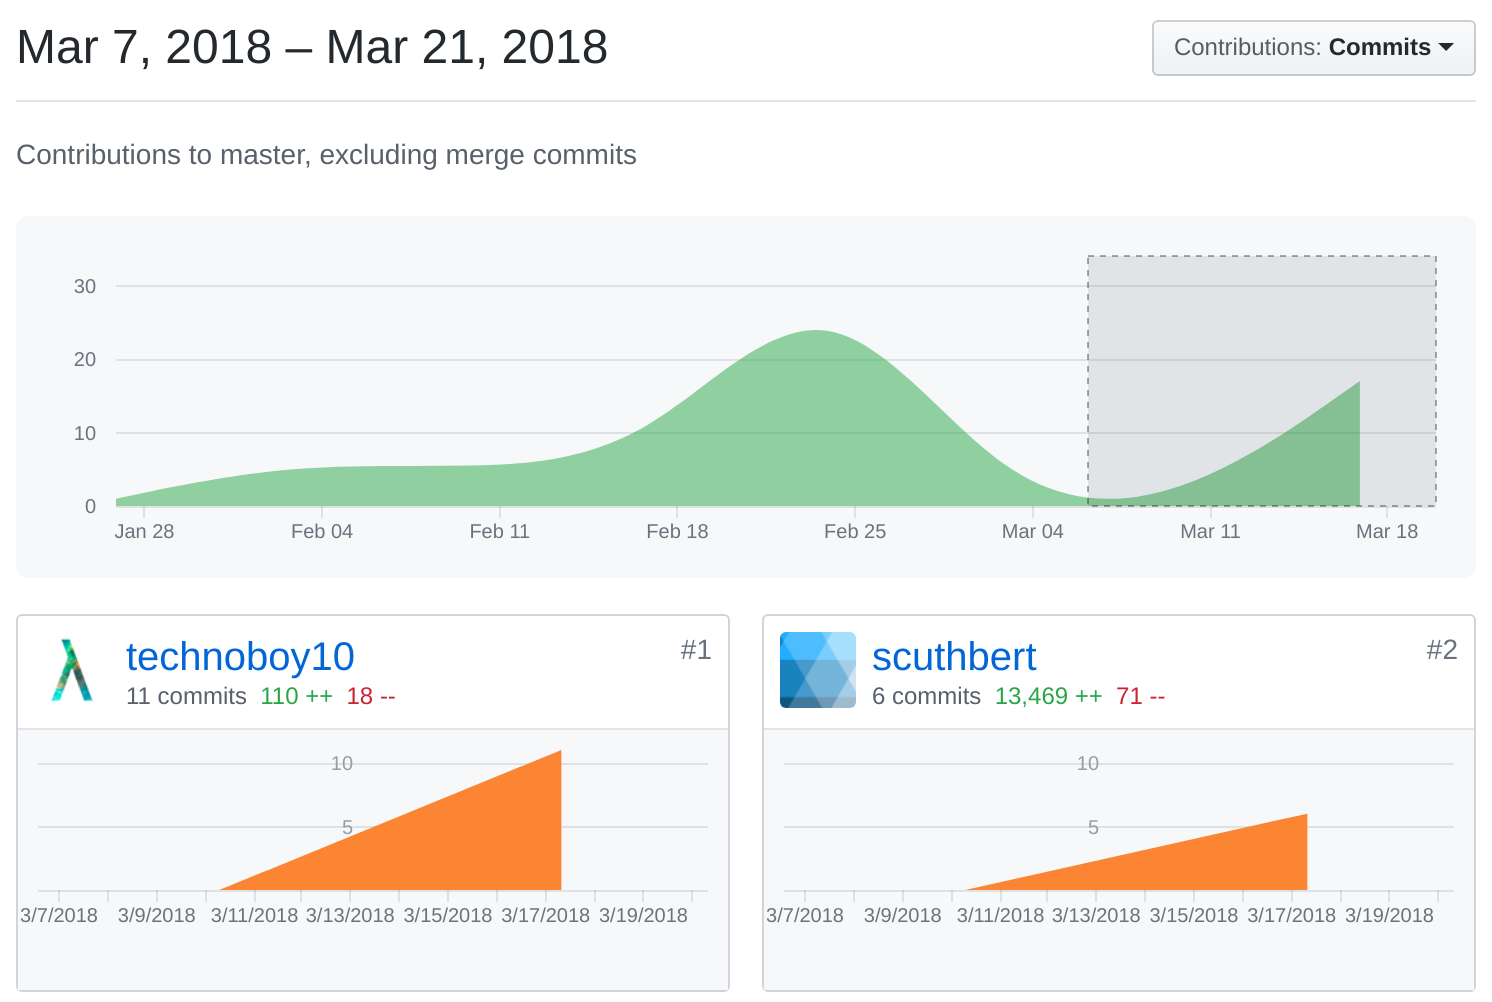 Mar 7, 2018 – Mar 21, 2018
Contributions: Commits
Contributions to master, excluding merge commits
30
20
10
0
Jan 28 Feb 04 Feb 11 Feb 18 Feb 25 Mar 04 Mar 11 Mar 18
technoboy10 #1
11 commits 110 ++ 18 --
10
5
3/7/2018 3/9/2018 3/11/2018 3/13/2018 3/15/2018 3/17/2018 3/19/2018
scuthbert #2
6 commits 13,469 ++ 71 --
10
5
3/7/2018 3/9/2018 3/11/2018 3/13/2018 3/15/2018 3/17/2018 3/19/2018